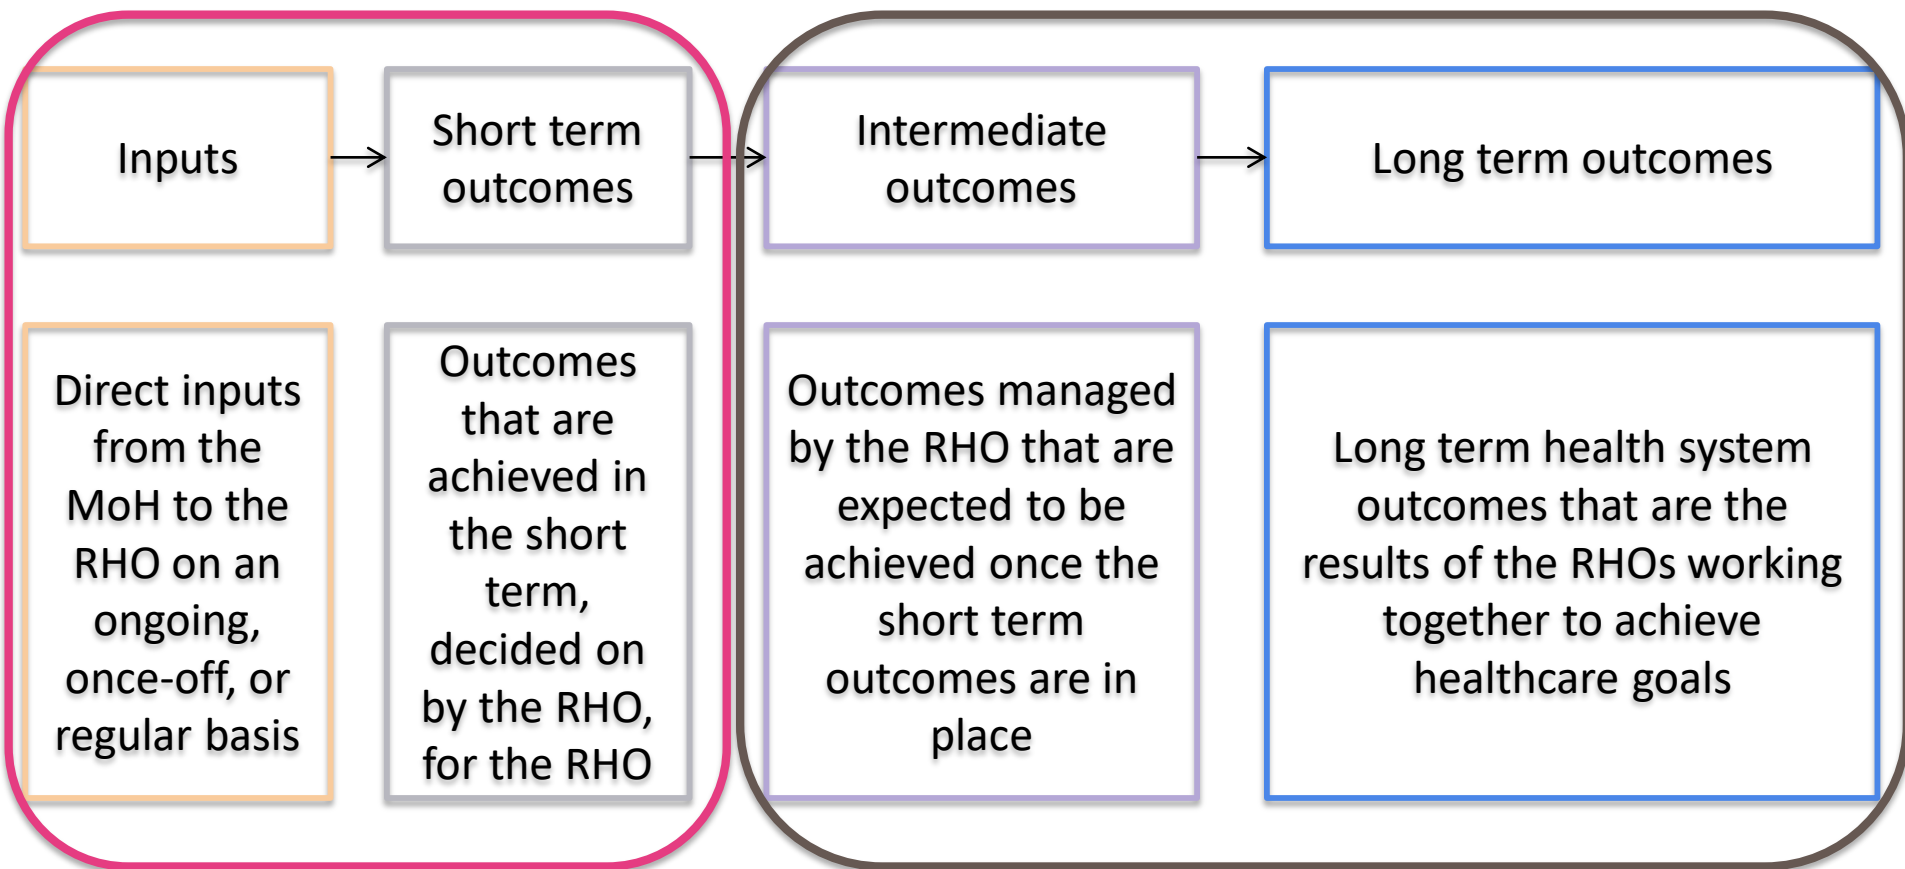 Inputs
Short term
outcomes
Intermediate
outcomes
Long term outcomes
Direct inputs
from the
MoH to the
RHO on an
ongoing,
once-off, or
regular basis
Outcomes
that are
achieved in
the short
term,
decided on
by the RHO,
for the RHO
Outcomes managed
by the RHO that are
expected to be
achieved once the
short term
outcomes are in
place
Long term health system
outcomes that are the
results of the RHOs working
together to achieve
healthcare goals